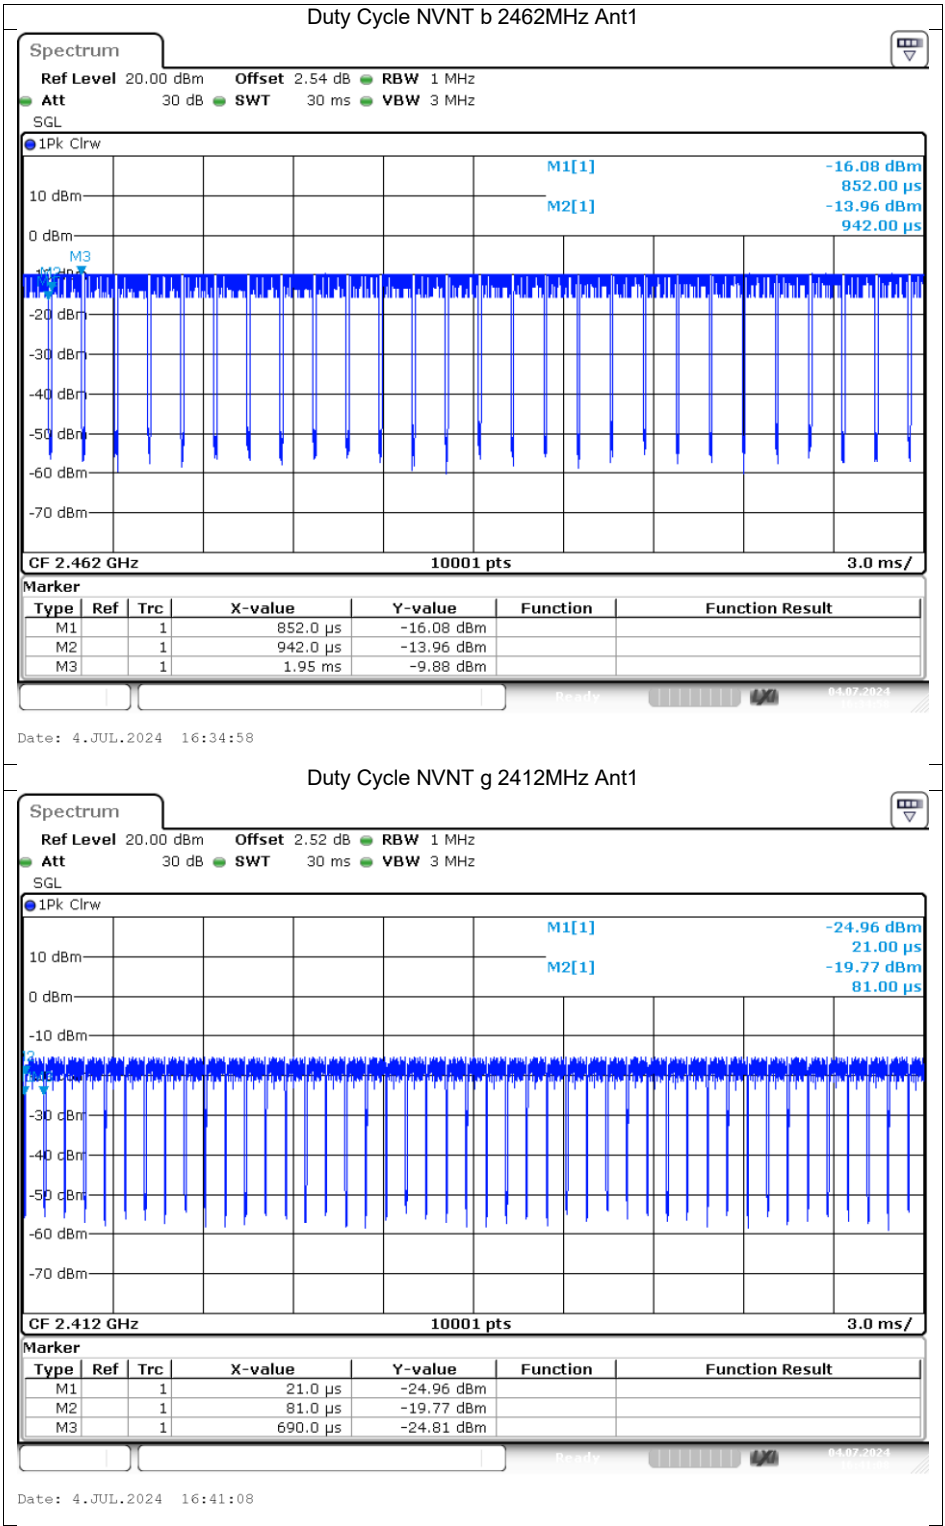 Duty Cycle NVNT b 2462MHz Ant1
Spectrum
Ref Level 20.00 dBm Offset 2.54 dB RBW 1 MHz
Att 30 dB SWT 30 ms VBW 3 MHz
SGL
1Pk Clrw
M1[1] -16.08 dBm
852.00 µs
10 dBm
M2[1] -13.96 dBm
942.00 µs
0 dBm
M3
-20 dBm
-30 dBm
-40 dBm
-50 dBm
-60 dBm
-70 dBm
CF 2.462 GHz 10001 pts 3.0 ms/
Marker
Type Ref Trc X-value Y-value Function Function Result
M1 1 852.0 µs -16.08 dBm
M2 1 942.0 µs -13.96 dBm
M3 1 1.95 ms -9.88 dBm
Ready 04.07.2024
Date: 4.JUL.2024 16:34:58
Duty Cycle NVNT g 2412MHz Ant1
Spectrum
Ref Level 20.00 dBm Offset 2.52 dB RBW 1 MHz
Att 30 dB SWT 30 ms VBW 3 MHz
SGL
1Pk Clrw
M1[1] -24.96 dBm
21.00 µs
10 dBm
M2[1] -19.77 dBm
81.00 µs
0 dBm
-10 dBm
-30 dBm
-40 dBm
-50 dBm
-60 dBm
-70 dBm
CF 2.412 GHz 10001 pts 3.0 ms/
Marker
Type Ref Trc X-value Y-value Function Function Result
M1 1 21.0 µs -24.96 dBm
M2 1 81.0 µs -19.77 dBm
M3 1 690.0 µs -24.81 dBm
Ready 04.07.2024
Date: 4.JUL.2024 16:41:08